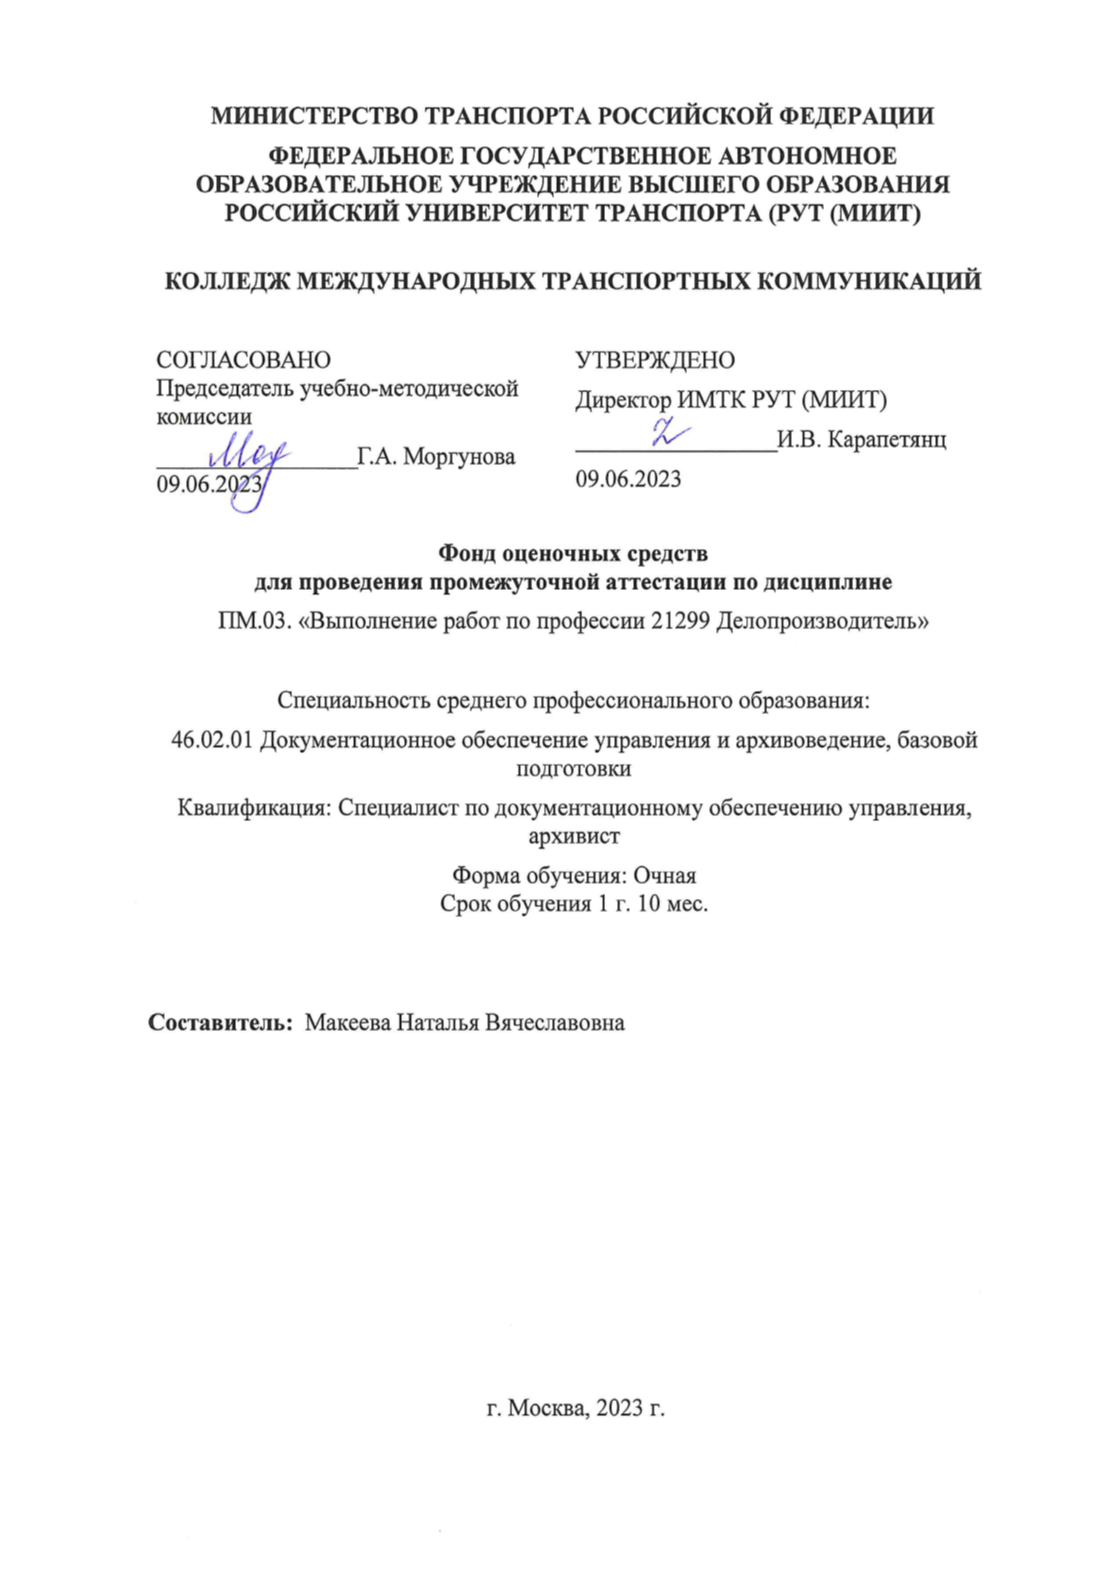 МИНИСТЕРСТВО ТРАНСПОРТА РОССИЙСКОЙ ФЕДЕРАЦИИ
ФЕДЕРАЛЬНОЕ ГОСУДАРСТВЕННОЕ АВТОНОМНОЕ
ОБРАЗОВАТЕЛЬНОЕ УЧРЕЖДЕНИЕ ВЫСШЕГО ОБРАЗОВАНИЯ
РОССИЙСКИЙ УНИВЕРСИТЕТ ТРАНСПОРТА (РУТ (МИИТ)
КОЛЛЕДЖ МЕЖДУНАРОДНЫХ ТРАНСПОРТНЫХ КОММУНИКАЦИЙ
СОГЛАСОВАНО
Председатель учебно-методической
комиссии
Г.А. Моргунова
09.06.2023
УТВЕРЖДЕНО
Директор ИМТК РУТ (МИИТ)
И.В. Карапетянц
09.06.2023
Фонд оценочных средств
для проведения промежуточной аттестации по дисциплине
ПМ.03. «Выполнение работ по профессии 21299 Делопроизводитель»
Специальность среднего профессионального образования:
46.02.01 Документационное обеспечение управления и архивоведение, базовой
подготовки
Квалификация: Специалист по документационному обеспечению управления,
архивист
Форма обучения: Очная
Срок обучения 1 г. 10 мес.
Составитель: Макеева Наталья Вячеславовна
г. Москва, 2023 г.